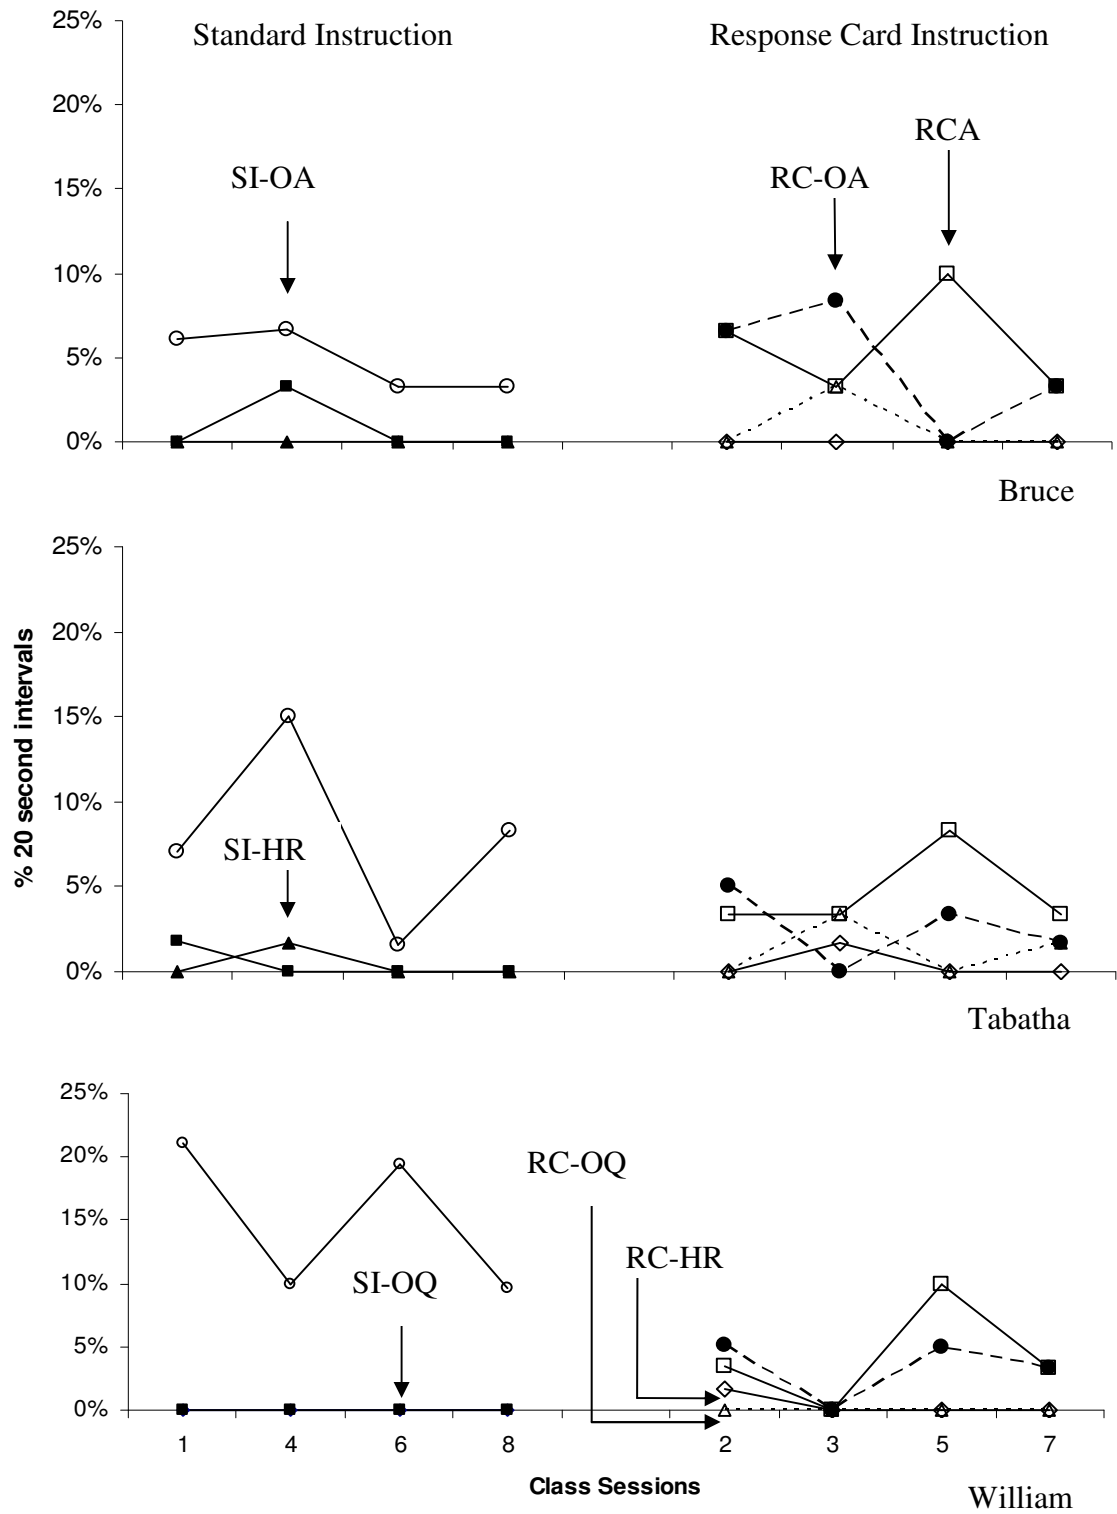 25%
Standard Instruction
Response Card Instruction
20%
RCA
15%
SI-OA
RC-OA
10%
5%
0%
Bruce
% 20 second intervals
25%
20%
15%
10%
SI-HR
5%
0%
Tabatha
25%
20%
RC-OQ
15%
RC-HR
10%
SI-OQ
5%
0%
1 4 6 8 2 3 5 7
Class Sessions
William